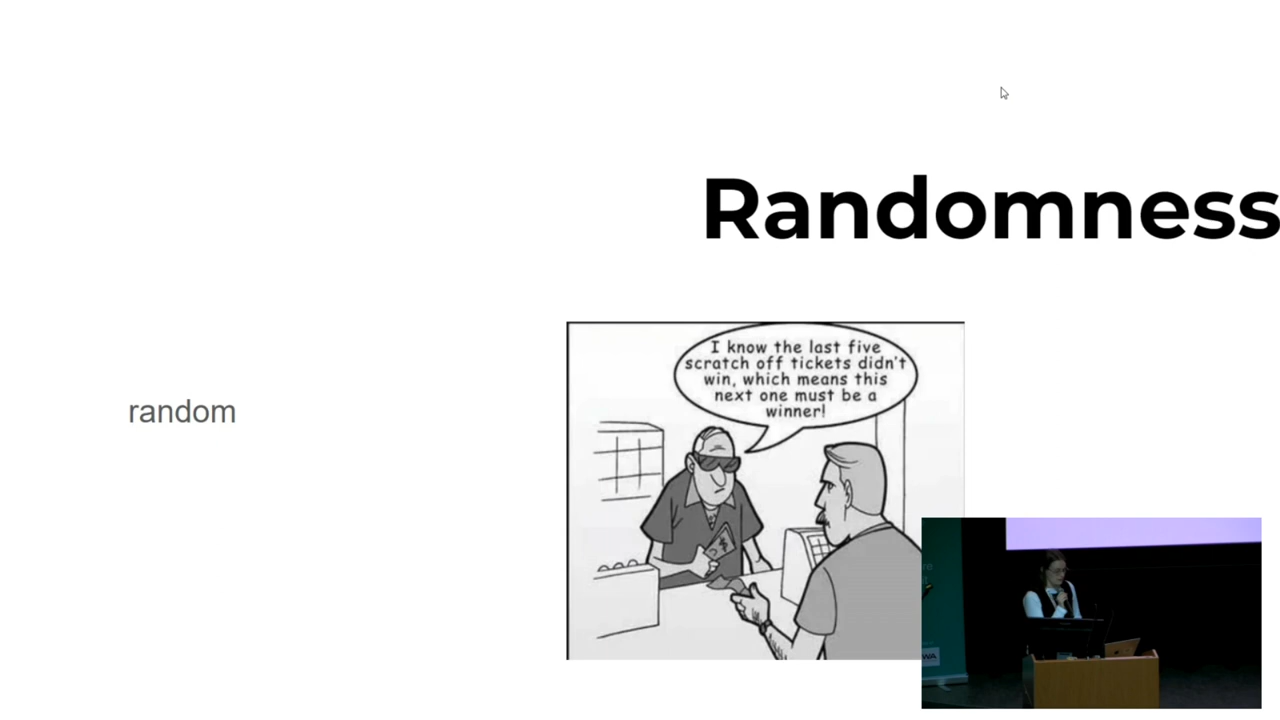 Randomness
random
I know the last five
scratch off tickets didn't
win, which means this
next one must be a
winner!
WA